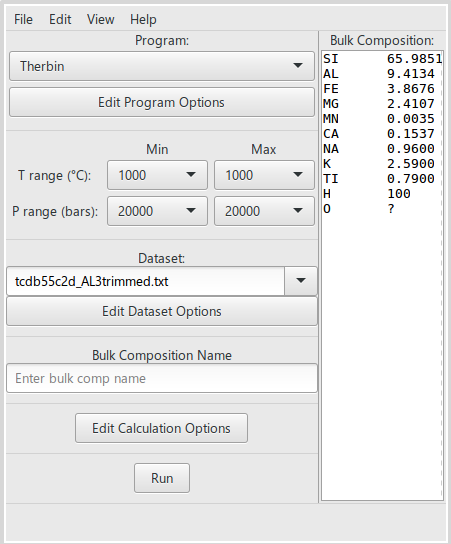 File Edit View Help
Program:
Therbin
Edit Program Options
Min Max
T range (°C): 1000 1000
P range (bars): 20000 20000
Dataset:
tcdb55c2d_AL3trimmed.txt
Edit Dataset Options
Bulk Composition Name
Enter bulk comp name
Edit Calculation Options
Run
Bulk Composition:
SI 65.9851
AL 9.4134
FE 3.8676
MG 2.4107
MN 0.0035
CA 0.1537
NA 0.9600
K 2.5900
TI 0.7900
H 100
O ?